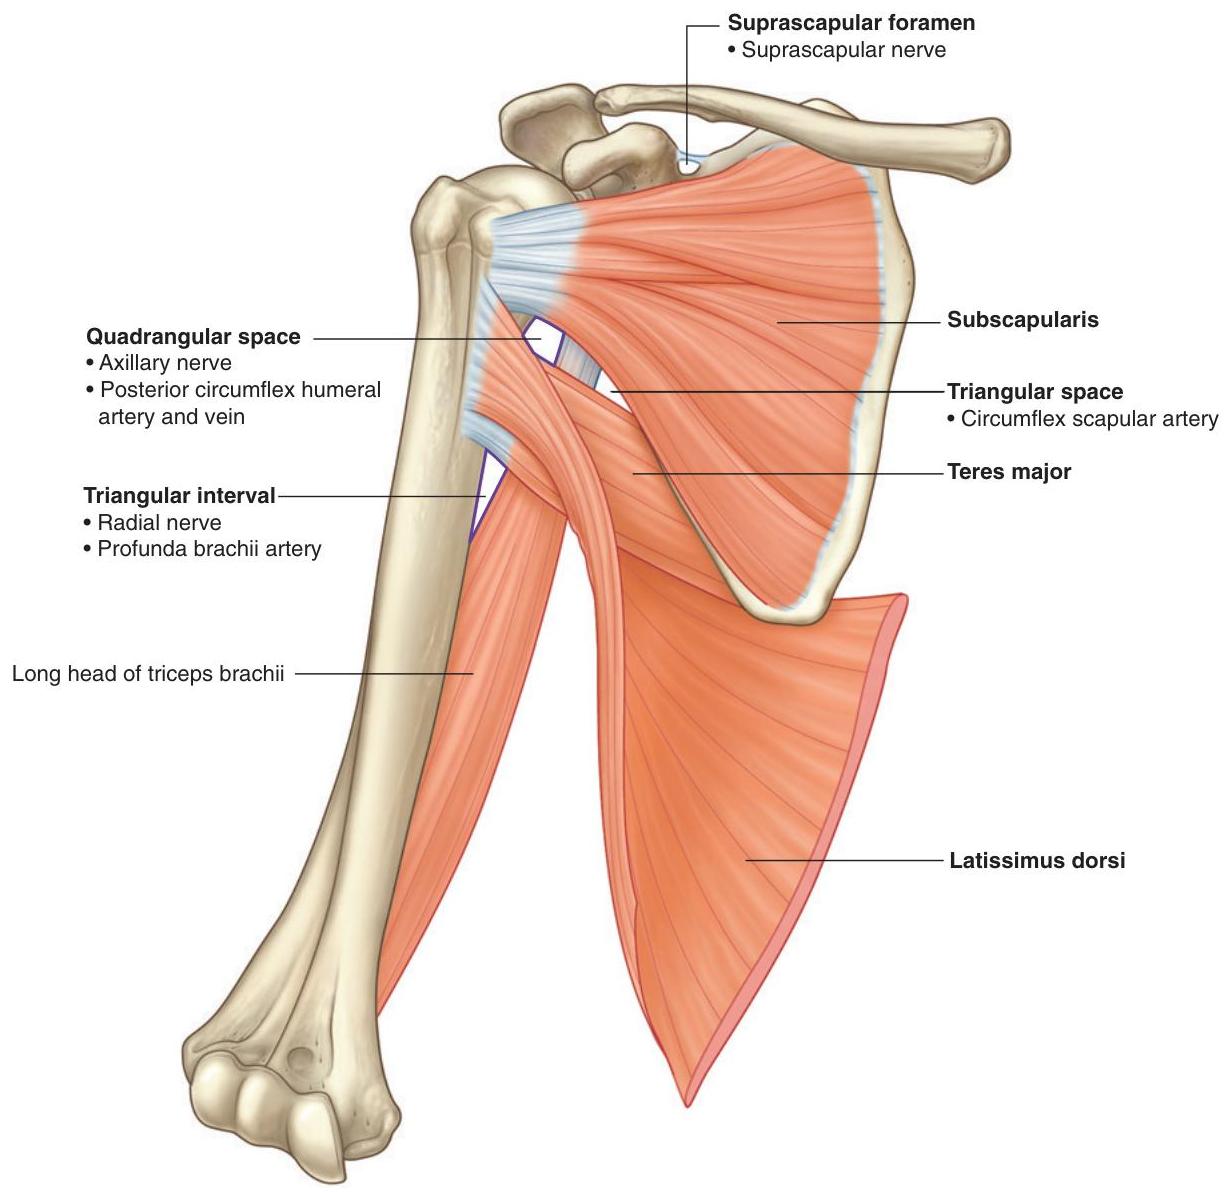 Suprascapular foramen
• Suprascapular nerve
Quadrangular space
• Axillary nerve
• Posterior circumflex humeral
artery and vein
Triangular interval
• Radial nerve
• Profunda brachii artery
Long head of triceps brachii
Subscapularis
Triangular space
• Circumflex scapular artery
Teres major
Latissimus dorsi